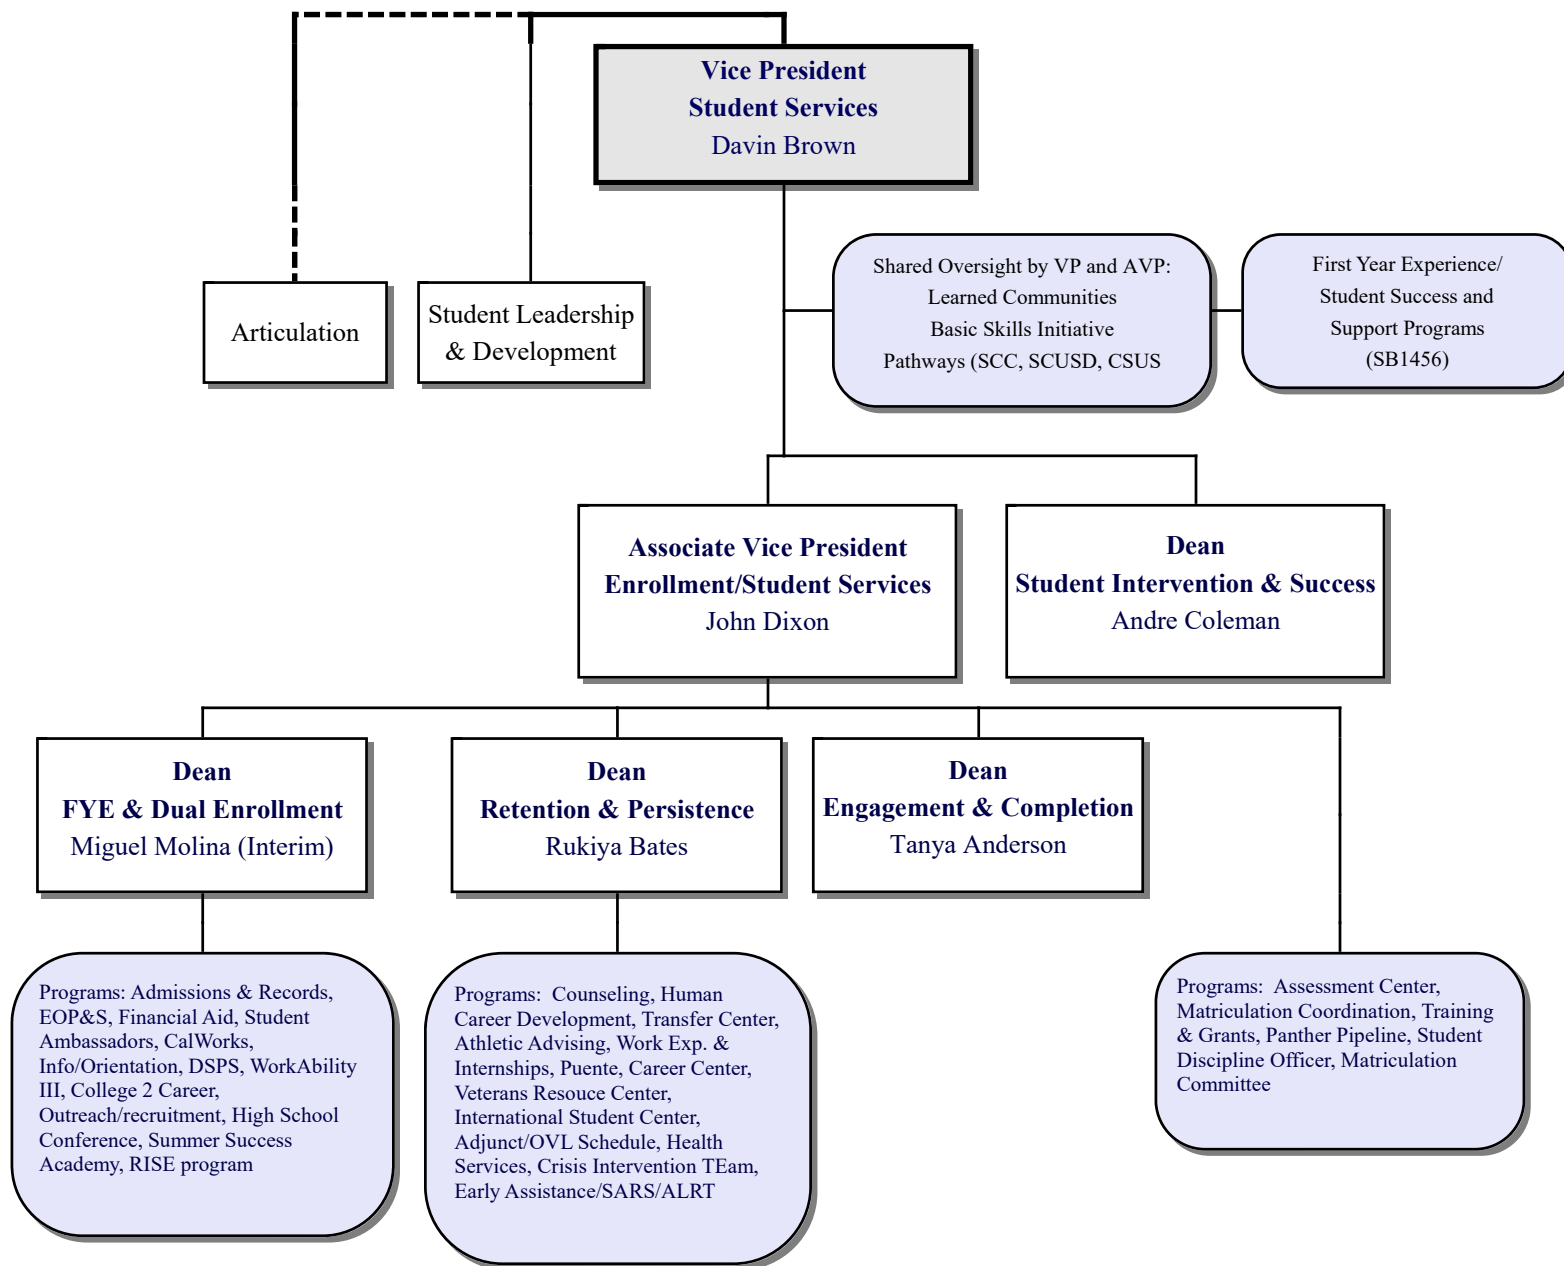 Vice President
Student Services
Davin Brown
Articulation
Student Leadership
& Development
Shared Oversight by VP and AVP:
Learned Communities
Basic Skills Initiative
Pathways (SCC, SCUSD, CSUS
First Year Experience/
Student Success and
Support Programs
(SB1456)
Associate Vice President
Enrollment/Student Services
John Dixon
Dean
Student Intervention & Success
Andre Coleman
Dean
FYE & Dual Enrollment
Miguel Molina (Interim)
Dean
Retention & Persistence
Rukiya Bates
Dean
Engagement & Completion
Tanya Anderson
Programs: Admissions & Records,
EOP&S, Financial Aid, Student
Ambassadors, CalWorks,
Info/Orientation, DSPS, WorkAbility
III, College 2 Career,
Outreach/recruitment, High School
Conference, Summer Success
Academy, RISE program
Programs:  Counseling, Human
Career Development, Transfer Center,
Athletic Advising, Work Exp. &
Internships, Puente, Career Center,
Veterans Resouce Center,
International Student Center,
Adjunct/OVL Schedule, Health
Services, Crisis Intervention TEam,
Early Assistance/SARS/ALRT
Programs:  Assessment Center,
Matriculation Coordination, Training
& Grants, Panther Pipeline, Student
Discipline Officer, Matriculation
Committee